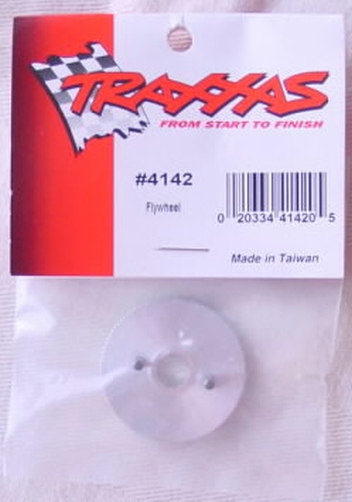 TRAXXAS
FROM START TO FINISH
#4142
Flywheel
0 20334 41420 5
Made in Taiwan